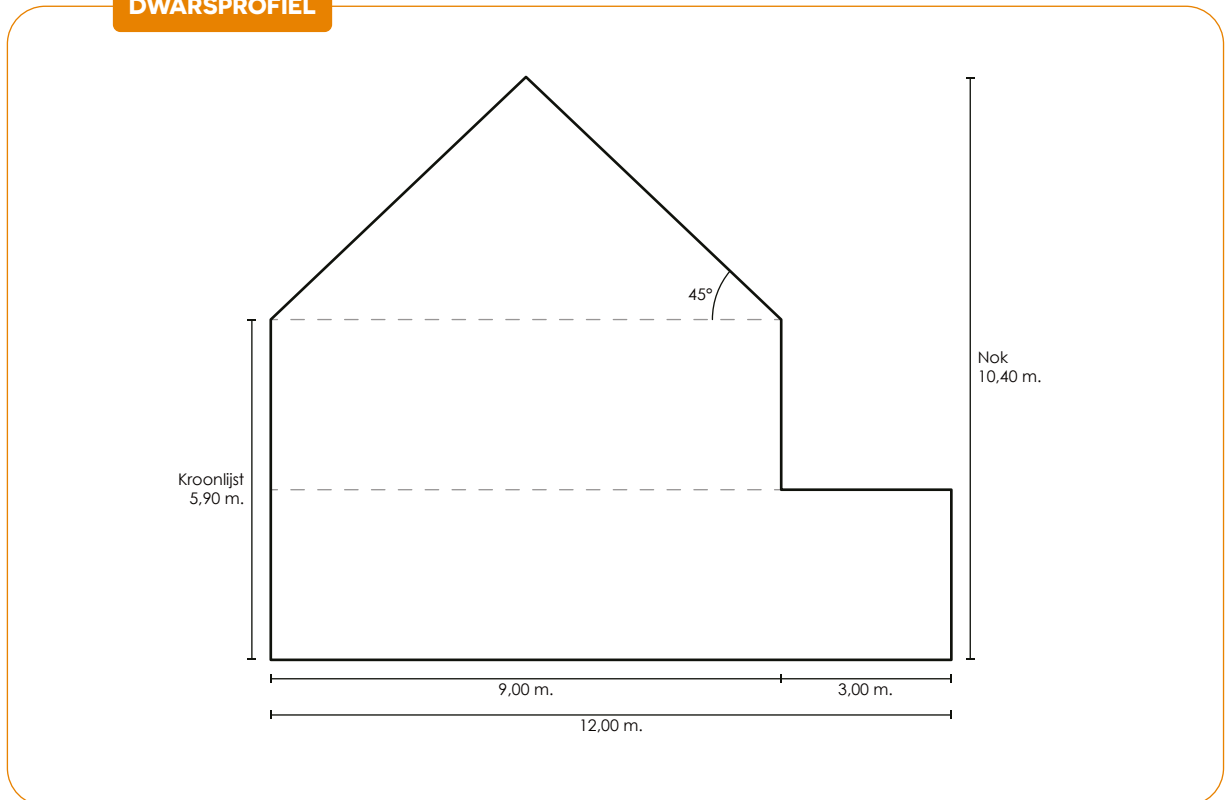 DWARSPROFIEL
45°
Nok
10,40 m.
Kroonlijst
5,90 m.
9,00 m.
3,00 m.
12,00 m.